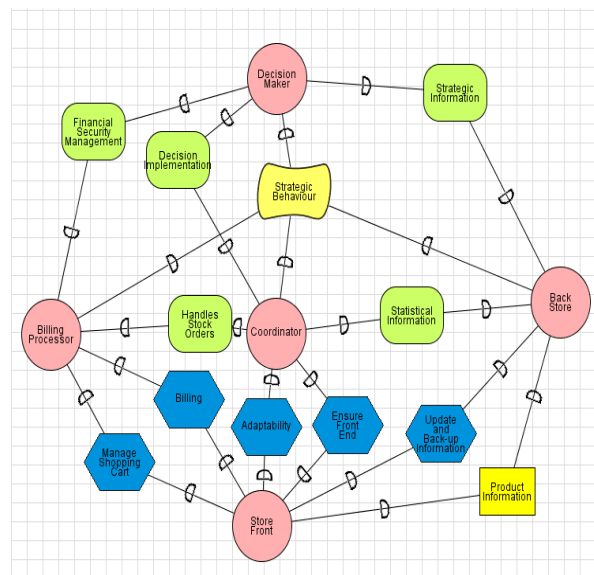 Decision
Maker
Strategic
Information
Financial
Security
Management
Decision
Implementation
Strategic
Behaviour
Back
Store
Billing
Processor
Handles
Stock
Orders
Coordinator
Statistical
Information
Billing
Adaptability
Ensure
Front
End
Update
and
Back-up
Information
Manage
Shopping
Cart
Product
Information
Store
Front